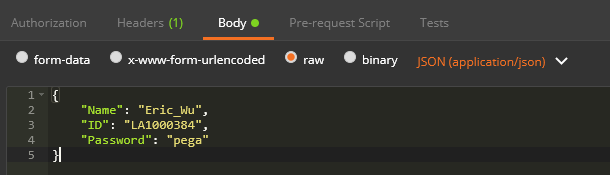 Authorization Headers (1) Body Pre-request Script Tests
form-data x-www-form-urlencoded raw binary JSON (application/json)
1 {
2 "Name": "Eric_Wu",
3 "ID": "LA1000384",
4 "Password": "pega"
5 }